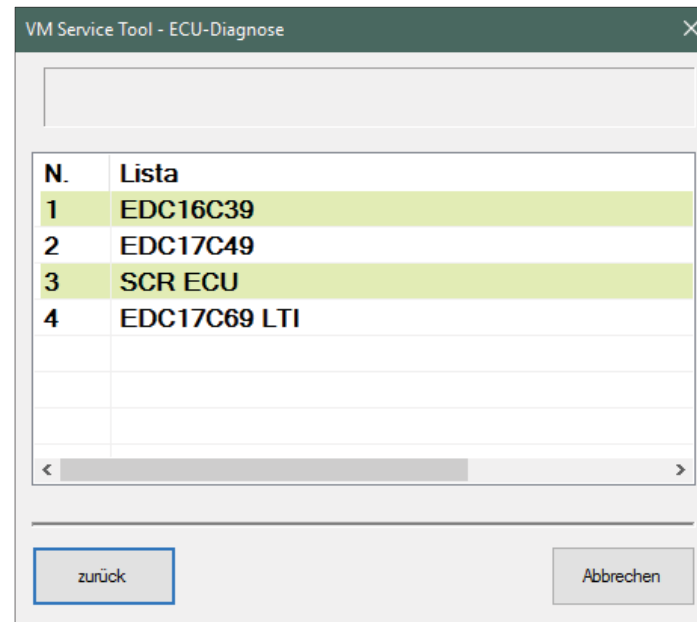 VM Service Tool - ECU-Diagnose
N. Lista
1 EDC16C39
2 EDC17C49
3 SCR ECU
4 EDC17C69 LTI
zurück Abbrechen